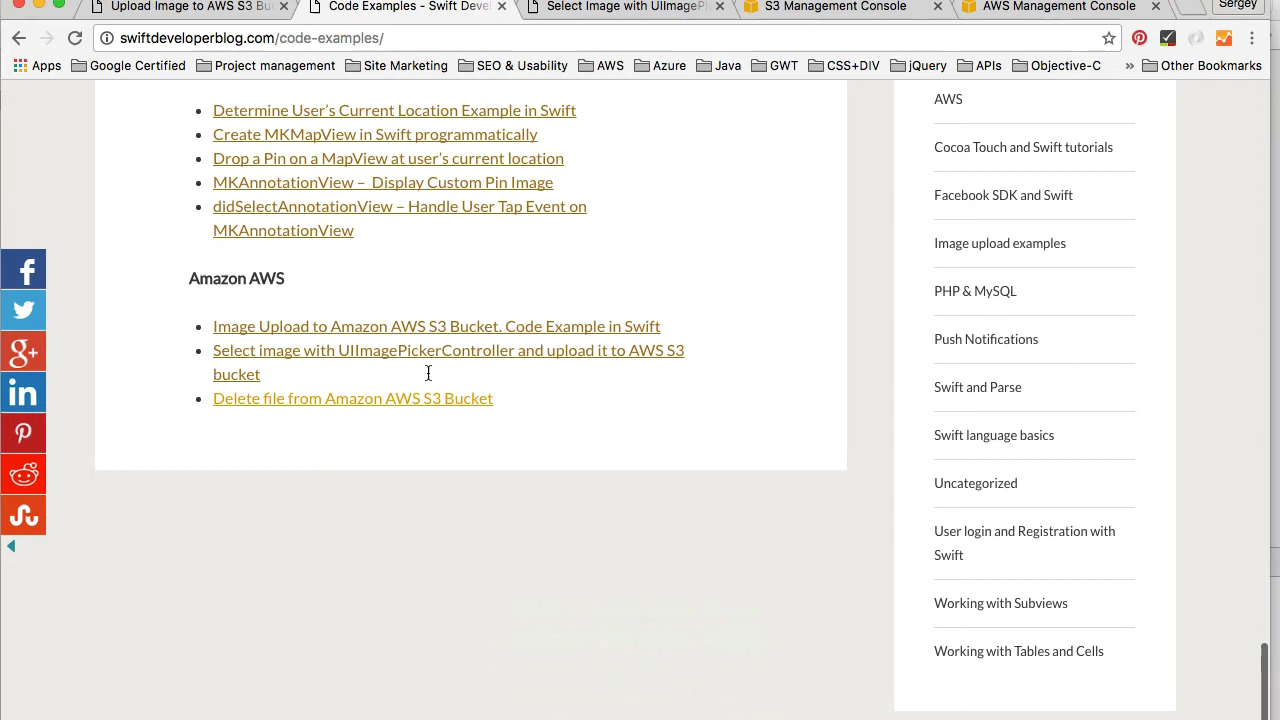 Upload Image to AWS S3 Bu
Code Examples - Swift Devel
Select Image with UIImagePi
S3 Management Console
AWS Management Console
Sergey
swiftdeveloperblog.com/code-examples/
Apps
Google Certified
Project management
Site Marketing
SEO & Usability
AWS
Azure
Java
GWT
CSS+DIV
jQuery
APIs
Objective-C
»
Other Bookmarks
Determine User’s Current Location Example in Swift
Create MKMapView in Swift programmatically
Drop a Pin on a MapView at user’s current location
MKAnnotationView – Display Custom Pin Image
didSelectAnnotationView – Handle User Tap Event on
MKAnnotationView
Amazon AWS
Image Upload to Amazon AWS S3 Bucket. Code Example in Swift
Select image with UIImagePickerController and upload it to AWS S3
bucket
Delete file from Amazon AWS S3 Bucket
AWS
Cocoa Touch and Swift tutorials
Facebook SDK and Swift
Image upload examples
PHP & MySQL
Push Notifications
Swift and Parse
Swift language basics
Uncategorized
User login and Registration with
Swift
Working with Subviews
Working with Tables and Cells